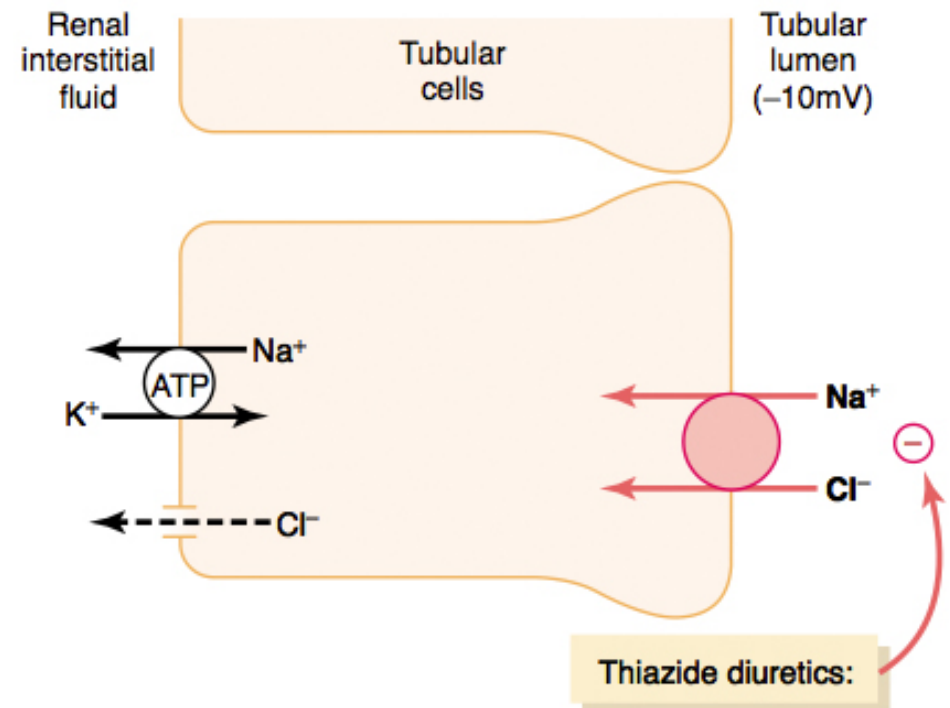 Renal
interstitial
fluid
Tubular
cells
Tubular
lumen
(–10mV)
Na⁺
ATP
K⁺
Cl⁻
Na⁺
–
Cl⁻
Thiazide diuretics: